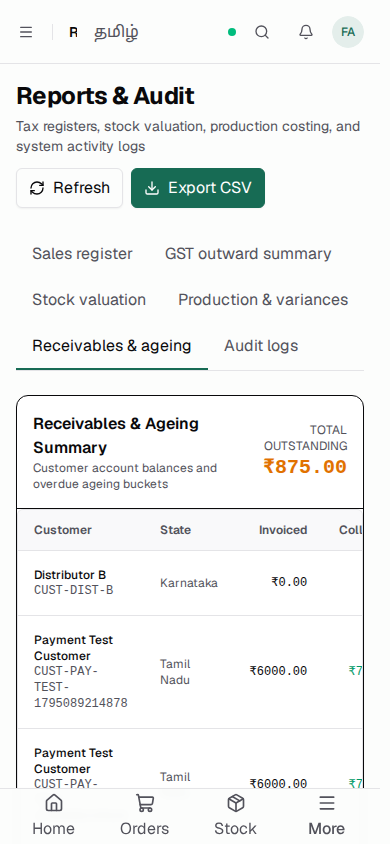 R தமிழ் FA
Reports & Audit
Tax registers, stock valuation, production costing, and
system activity logs
Refresh Export CSV
Sales register GST outward summary
Stock valuation Production & variances
Receivables & ageing Audit logs
Receivables & Ageing
Summary
Customer account balances and
overdue ageing buckets
TOTAL
OUTSTANDING
₹875.00
Customer State Invoiced Coll
Distributor B
CUST-DIST-B
Karnataka ₹0.00
Payment Test
Customer
CUST-PAY-
TEST-
1795089214878
Tamil
Nadu
₹6000.00 ₹7
Payment Test
Customer
CUST-PAY-
Tamil
₹6000.00 ₹7
Home Orders Stock More